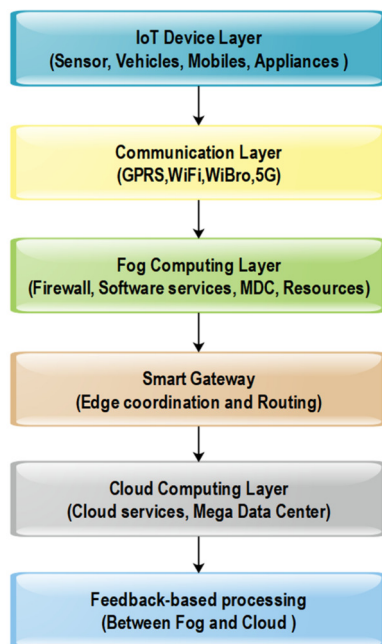 IoT Device Layer
(Sensor, Vehicles, Mobiles, Appliances )
Communication Layer
(GPRS,WiFi,WiBro,5G)
Fog Computing Layer
(Firewall, Software services, MDC, Resources)
Smart Gateway
(Edge coordination and Routing)
Cloud Computing Layer
(Cloud services, Mega Data Center)
Feedback-based processing
(Between Fog and Cloud )